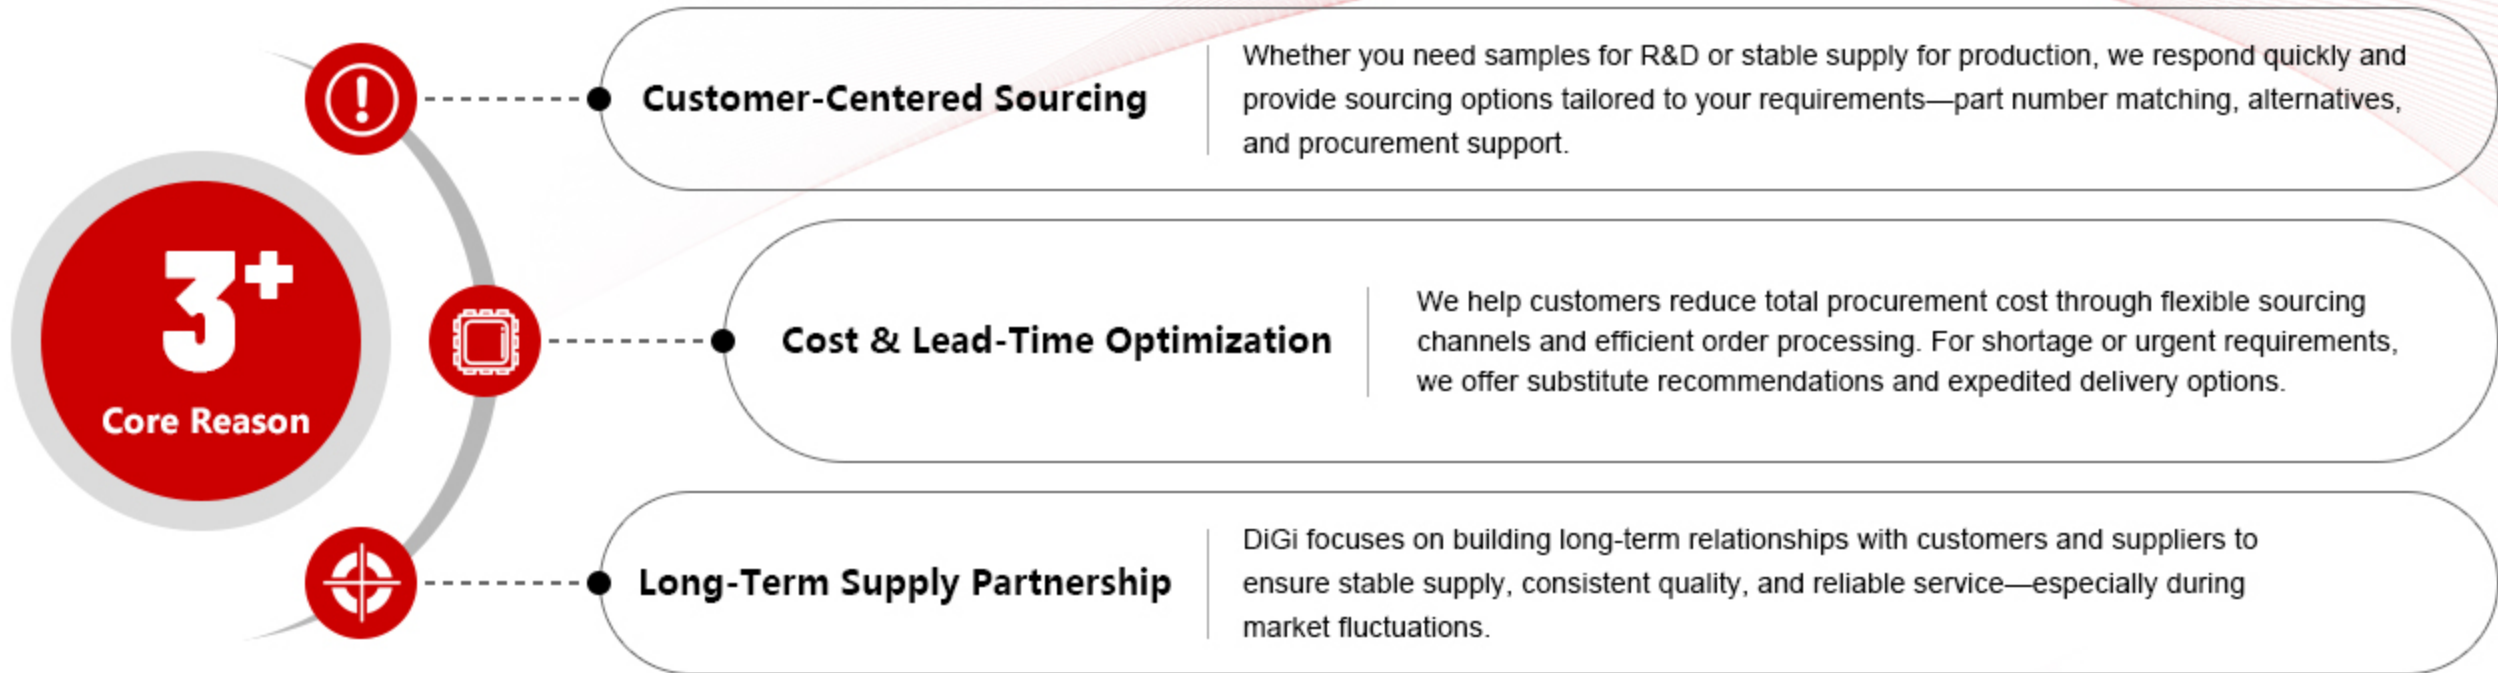 3+
Core Reason
Customer-Centered Sourcing
Whether you need samples for R&D or stable supply for production, we respond quickly and
provide sourcing options tailored to your requirements—part number matching, alternatives,
and procurement support.
Cost & Lead-Time Optimization
We help customers reduce total procurement cost through flexible sourcing
channels and efficient order processing. For shortage or urgent requirements,
we offer substitute recommendations and expedited delivery options.
Long-Term Supply Partnership
DiGi focuses on building long-term relationships with customers and suppliers to
ensure stable supply, consistent quality, and reliable service—especially during
market fluctuations.